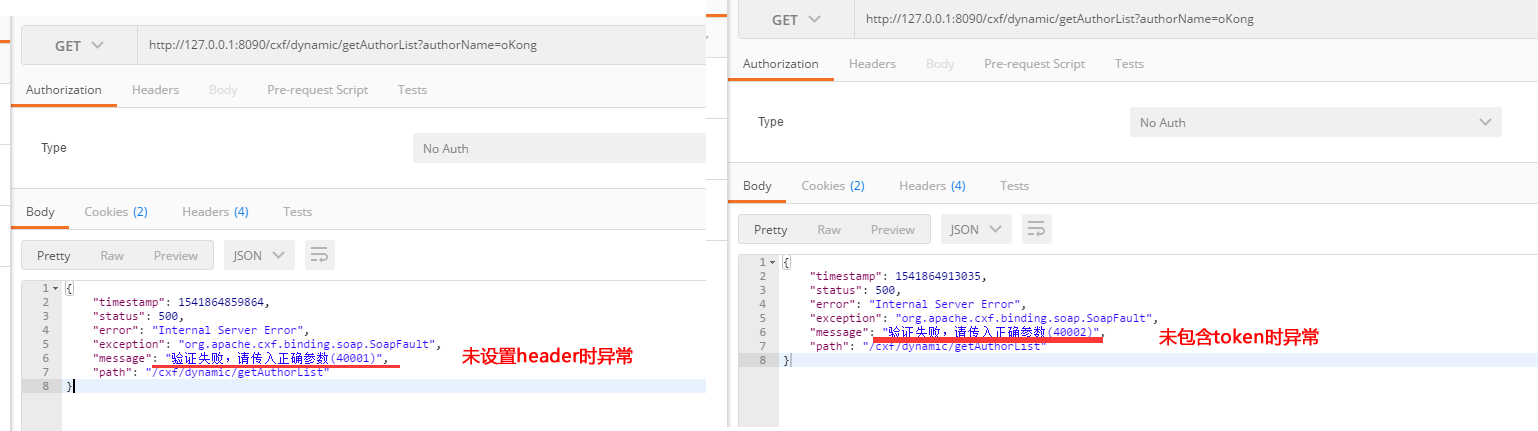 GET
http://127.0.0.1:8090/cxf/dynamic/getAuthorList?authorName=oKong
Authorization Headers Body Pre-request Script Tests
Type No Auth
Body Cookies (2) Headers (4) Tests
Pretty Raw Preview JSON
1 {
2 "timestamp": 1541864859864,
3 "status": 500,
4 "error": "Internal Server Error",
5 "exception": "org.apache.cxf.binding.soap.SoapFault",
6 "message": "验证失败，请传入正确参数(40001)",
7 "path": "/cxf/dynamic/getAuthorList"
8 }
未设置header时异常
GET
http://127.0.0.1:8090/cxf/dynamic/getAuthorList?authorName=oKong
Authorization Headers Body Pre-request Script Tests
Type No Auth
Body Cookies (2) Headers (4) Tests
Pretty Raw Preview JSON
1 {
2 "timestamp": 1541864913035,
3 "status": 500,
4 "error": "Internal Server Error",
5 "exception": "org.apache.cxf.binding.soap.SoapFault",
6 "message": "验证失败，请传入正确参数(40002)",
7 "path": "/cxf/dynamic/getAuthorList"
8 }
未包含token时异常